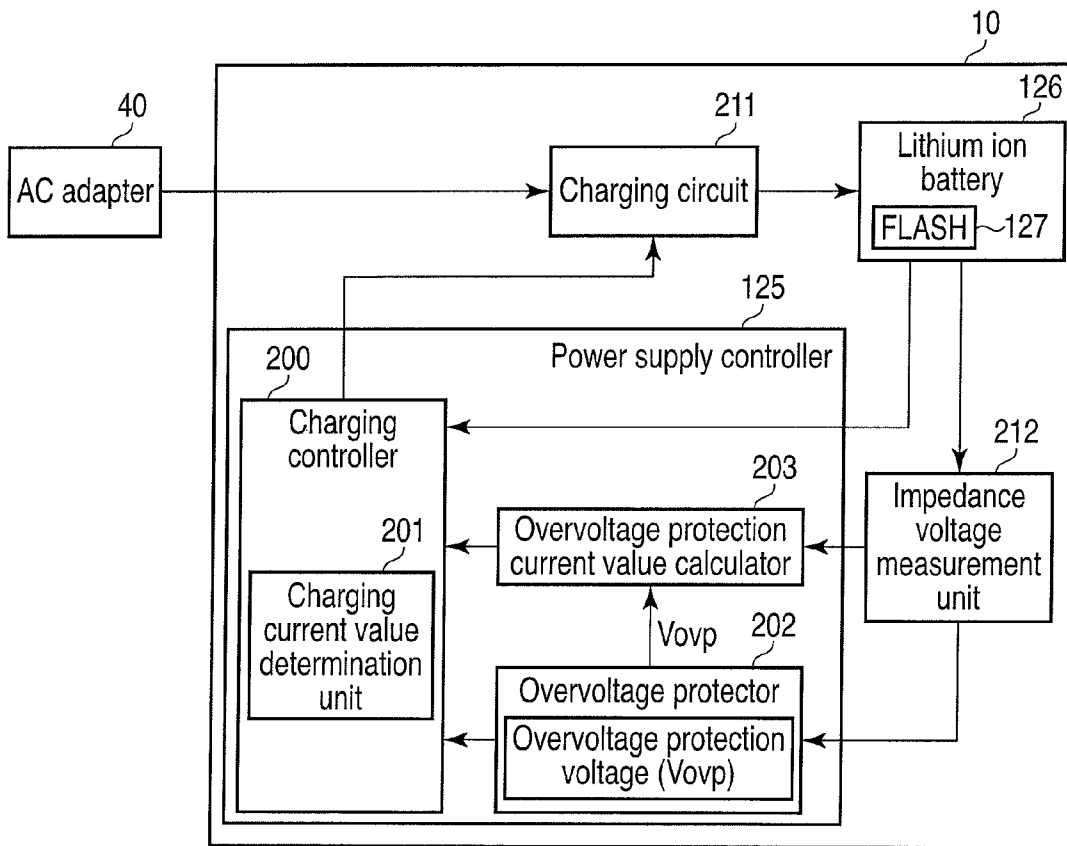 10
40
211
126
AC adapter
Charging circuit
Lithium ion
battery
FLASH
127
125
Power supply controller
200
Charging
controller
212
Impedance
voltage
measurement
unit
203
Overvoltage protection
current value calculator
201
Charging
current value
determination
unit
Vovp
202
Overvoltage protector
Overvoltage protection
voltage (Vovp)